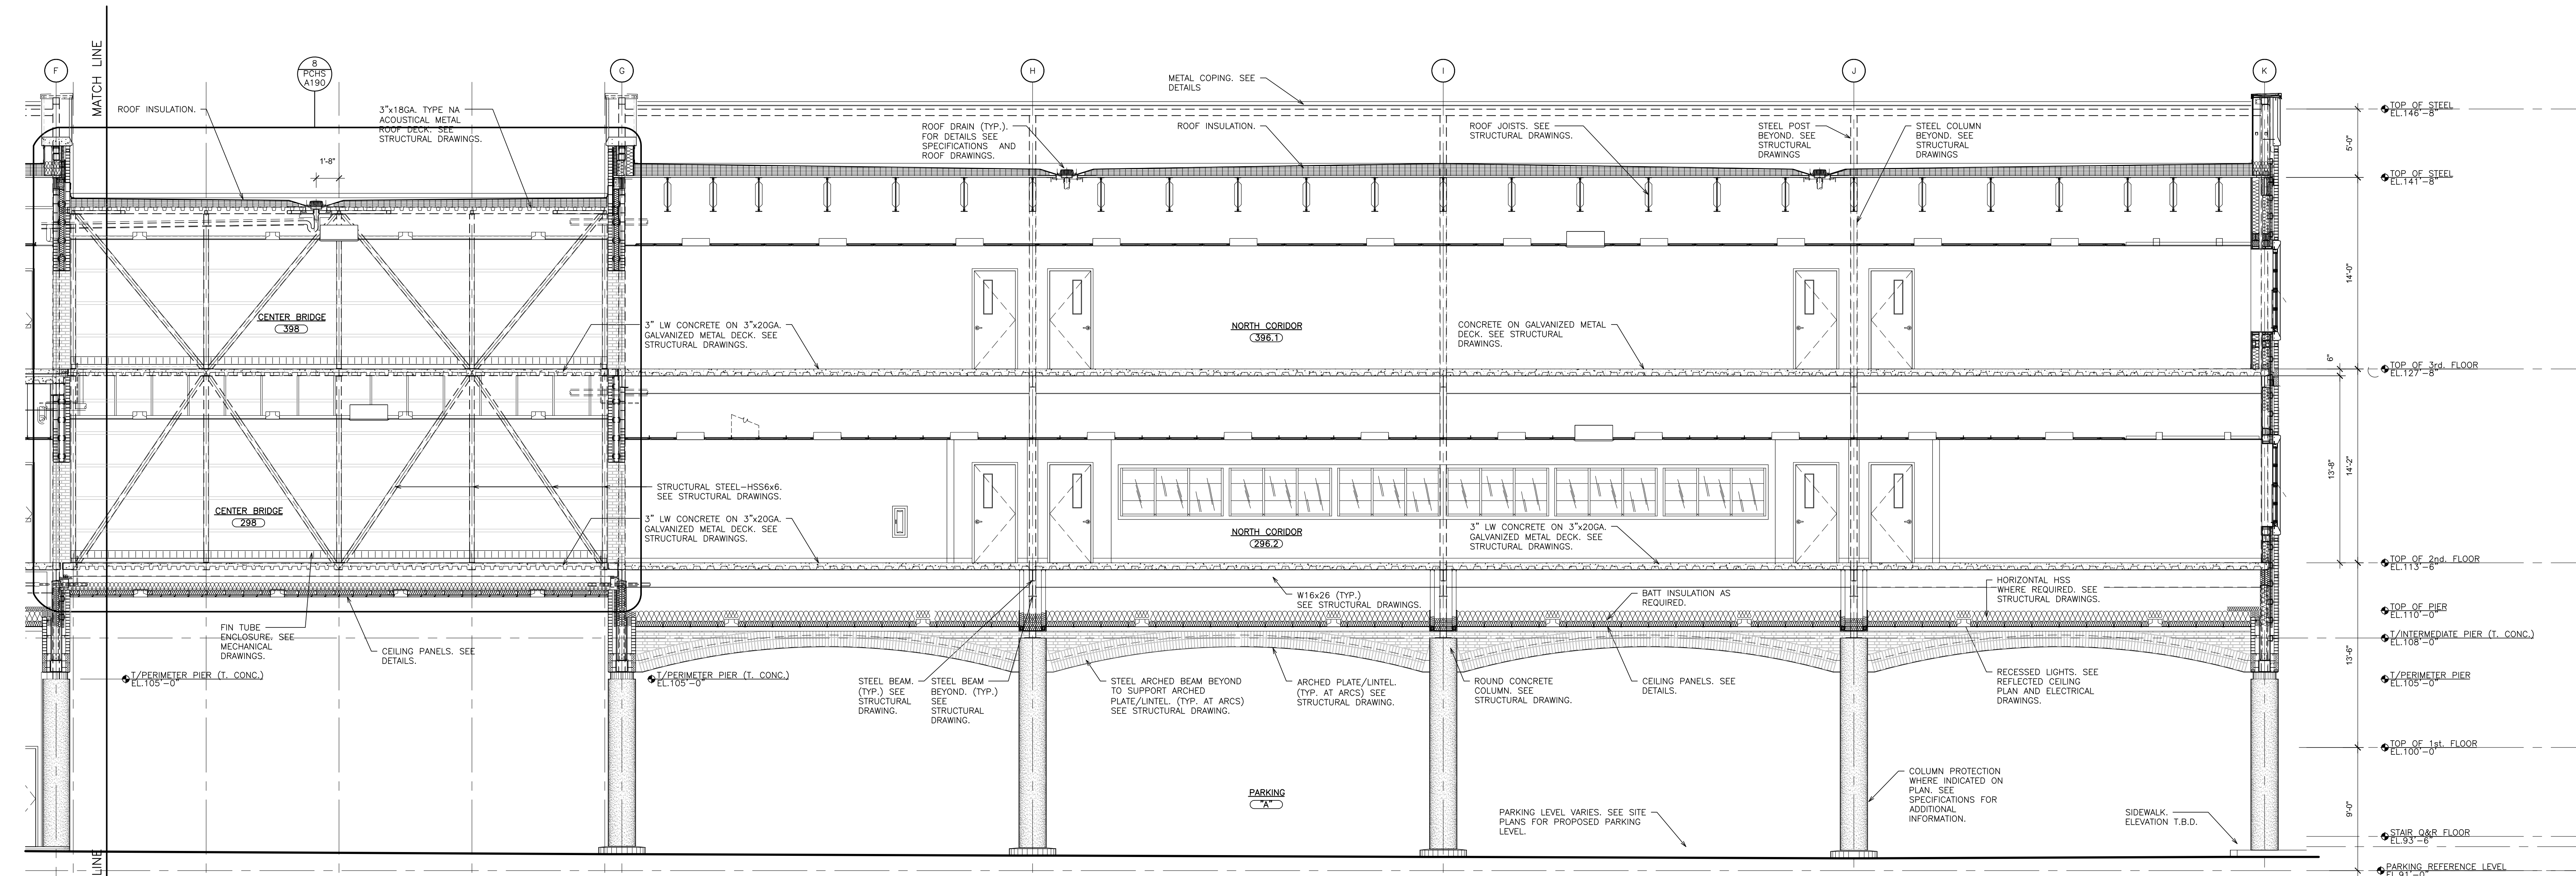 MATCH LINE
F
8
PCHS
A190
G
H
I
J
K
ROOF INSULATION.
3"x18GA. TYPE NA
ACOUSTICAL METAL
ROOF DECK. SEE
STRUCTURAL DRAWINGS.
1'-8"
METAL COPING. SEE
DETAILS
ROOF DRAIN (TYP.).
FOR DETAILS SEE
SPECIFICATIONS AND
ROOF DRAWINGS.
ROOF INSULATION.
ROOF JOISTS. SEE
STRUCTURAL DRAWINGS.
STEEL POST
BEYOND. SEE
STRUCTURAL
DRAWINGS
STEEL COLUMN
BEYOND. SEE
STRUCTURAL
DRAWINGS
TOP OF STEEL
EL.146'-8"
5'-0"
TOP OF STEEL
EL.141'-8"
14'-0"
CENTER BRIDGE
398
3" LW CONCRETE ON 3"x20GA.
GALVANIZED METAL DECK. SEE
STRUCTURAL DRAWINGS.
NORTH CORIDOR
396.1
CONCRETE ON GALVANIZED METAL
DECK. SEE STRUCTURAL
DRAWINGS.
6"
TOP OF 3rd. FLOOR
EL.127'-8"
13'-8"
14'-2"
STRUCTURAL STEEL-HSS6x6.
SEE STRUCTURAL DRAWINGS.
CENTER BRIDGE
298
3" LW CONCRETE ON 3"x20GA.
GALVANIZED METAL DECK. SEE
STRUCTURAL DRAWINGS.
NORTH CORIDOR
296.2
3" LW CONCRETE ON 3"x20GA.
GALVANIZED METAL DECK. SEE
STRUCTURAL DRAWINGS.
TOP OF 2nd. FLOOR
EL.113'-6"
W16x26 (TYP.)
SEE STRUCTURAL DRAWINGS.
BATT INSULATION AS
REQUIRED.
HORIZONTAL HSS
WHERE REQUIRED. SEE
STRUCTURAL DRAWINGS.
TOP OF PIER
EL.110'-0"
T/INTERMEDIATE PIER (T. CONC.)
EL.108'-0"
13'-6"
FIN TUBE
ENCLOSURE. SEE
MECHANICAL
DRAWINGS.
CEILING PANELS. SEE
DETAILS.
T/PERIMETER PIER (T. CONC.)
EL.105'-0"
T/PERIMETER PIER (T. CONC.)
EL.105'-0"
STEEL BEAM.
(TYP.) SEE
STRUCTURAL
DRAWING.
STEEL BEAM
BEYOND. (TYP.)
SEE
STRUCTURAL
DRAWING.
STEEL ARCHED BEAM BEYOND
TO SUPPORT ARCHED
PLATE/LINTEL. (TYP. AT ARCS)
SEE STRUCTURAL DRAWING.
ARCHED PLATE/LINTEL.
(TYP. AT ARCS) SEE
STRUCTURAL DRAWING.
ROUND CONCRETE
COLUMN. SEE
STRUCTURAL DRAWING.
CEILING PANELS. SEE
DETAILS.
RECESSED LIGHTS. SEE
REFLECTED CEILING
PLAN AND ELECTRICAL
DRAWINGS.
T/PERIMETER PIER
EL.105'-0"
TOP OF 1st. FLOOR
EL.100'-0"
COLUMN PROTECTION
WHERE INDICATED ON
PLAN. SEE
SPECIFICATIONS FOR
ADDITIONAL
INFORMATION.
PARKING
"A"
PARKING LEVEL VARIES. SEE SITE
PLANS FOR PROPOSED PARKING
LEVEL.
SIDEWALK.
ELEVATION T.B.D.
9'-0"
STAIR Q&R FLOOR
EL.93'-6"
LINE
PARKING REFERENCE LEVEL
EL.91'-0"